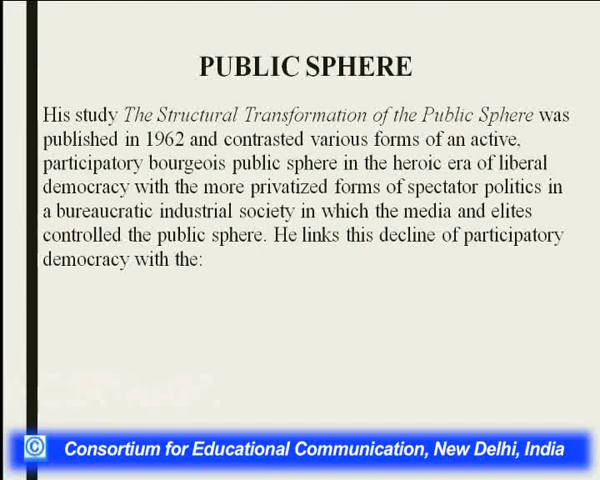 PUBLIC SPHERE
His study The Structural Transformation of the Public Sphere was
published in 1962 and contrasted various forms of an active,
participatory bourgeois public sphere in the heroic era of liberal
democracy with the more privatized forms of spectator politics in
a bureaucratic industrial society in which the media and elites
controlled the public sphere. He links this decline of participatory
democracy with the:
© Consortium for Educational Communication, New Delhi, India